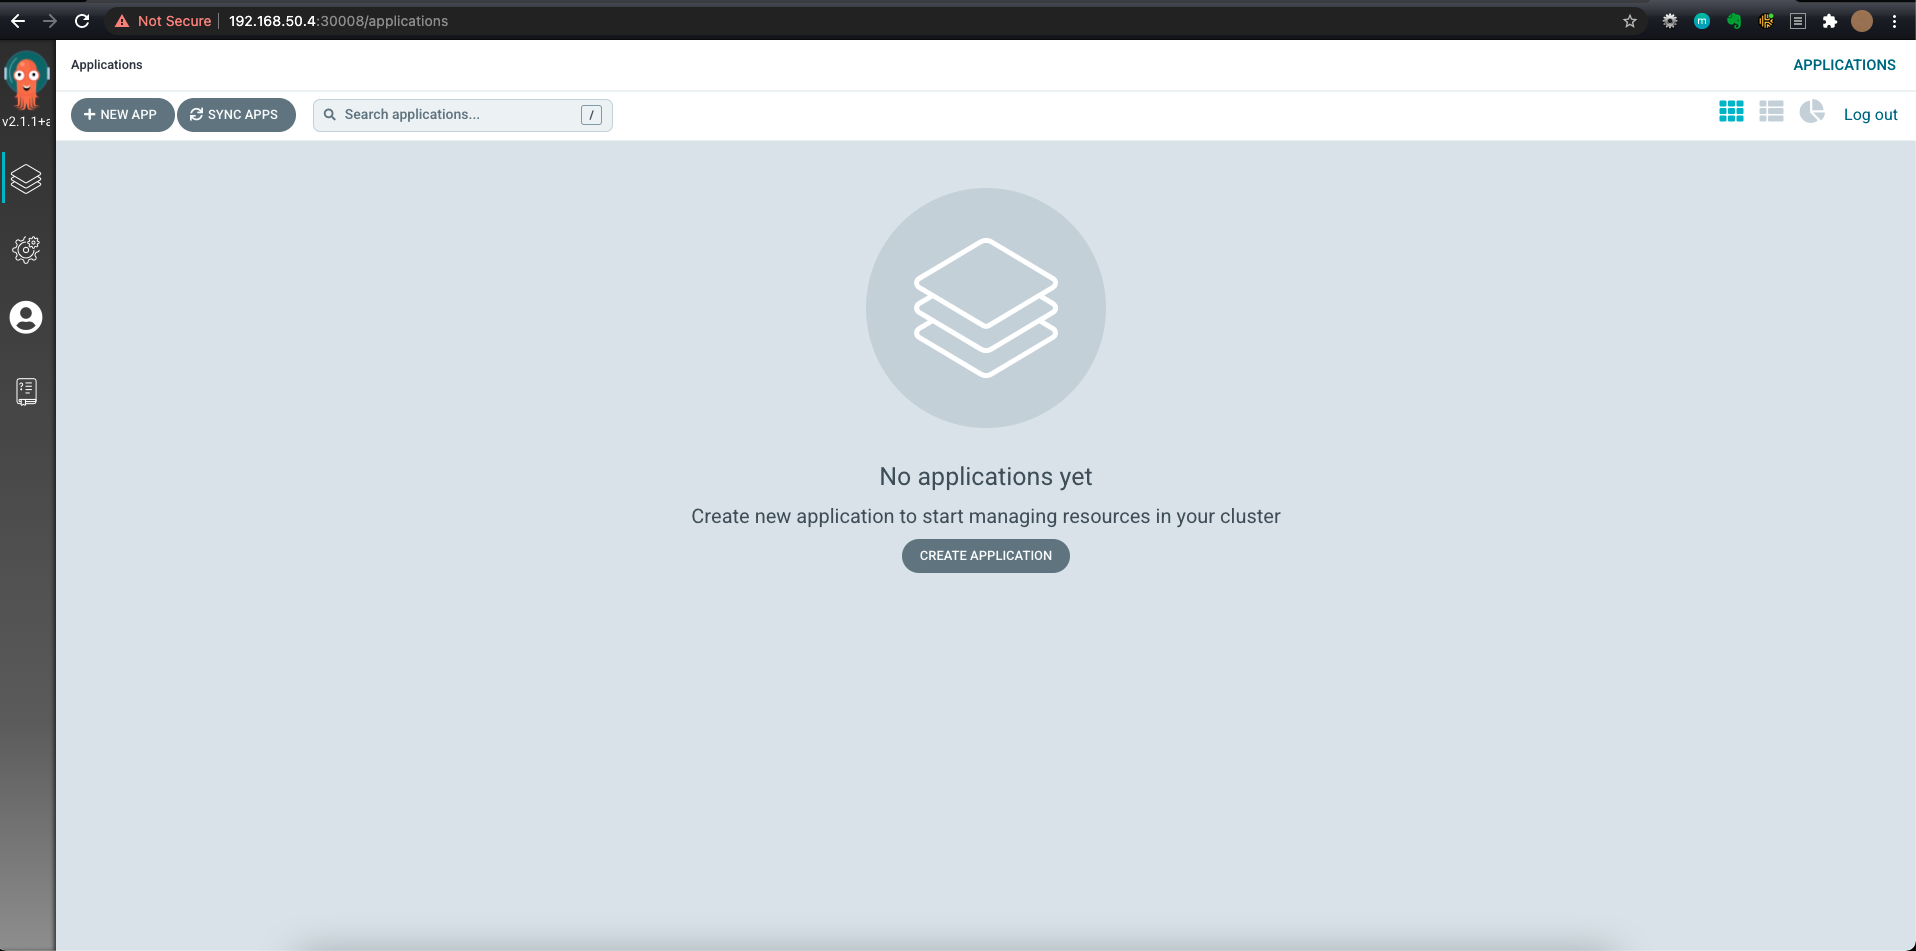 Not Secure 192.168.50.4:30008/applications
Applications
APPLICATIONS
v2.1.1+a
NEW APP
SYNC APPS
Search applications...
/
Log out
No applications yet
Create new application to start managing resources in your cluster
CREATE APPLICATION